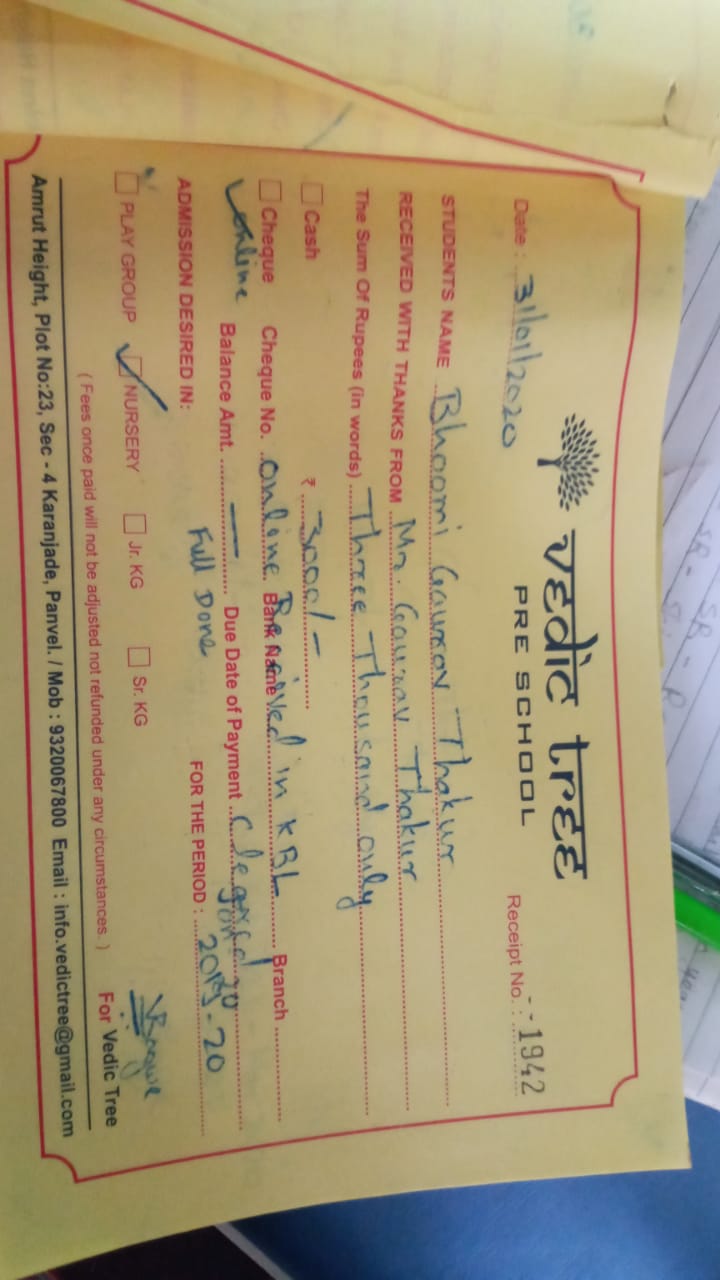 vedic tree
PRE SCHOOL
Receipt No. : 1942
Date : 31/01/2020
STUDENTS NAME Bhoomi Gaurav Thakur
RECEIVED WITH THANKS FROM Mr. Gaurav Thakur
The Sum Of Rupees (in words) Three Thousand only
Cash ₹ 3000/-
Cheque Cheque No. online Received in KBL Bank Name Branch
online Balance Amt. — Due Date of Payment Cleared
Full Done
ADMISSION DESIRED IN: FOR THE PERIOD : 2019-20
PLAY GROUP NURSERY Jr. KG Sr. KG
( Fees once paid will not be adjusted not refunded under any circumstances. )
For Vedic Tree
Amrut Height, Plot No:23, Sec - 4 Karanjade, Panvel. / Mob : 9320067800 Email : info.vedictree@gmail.com